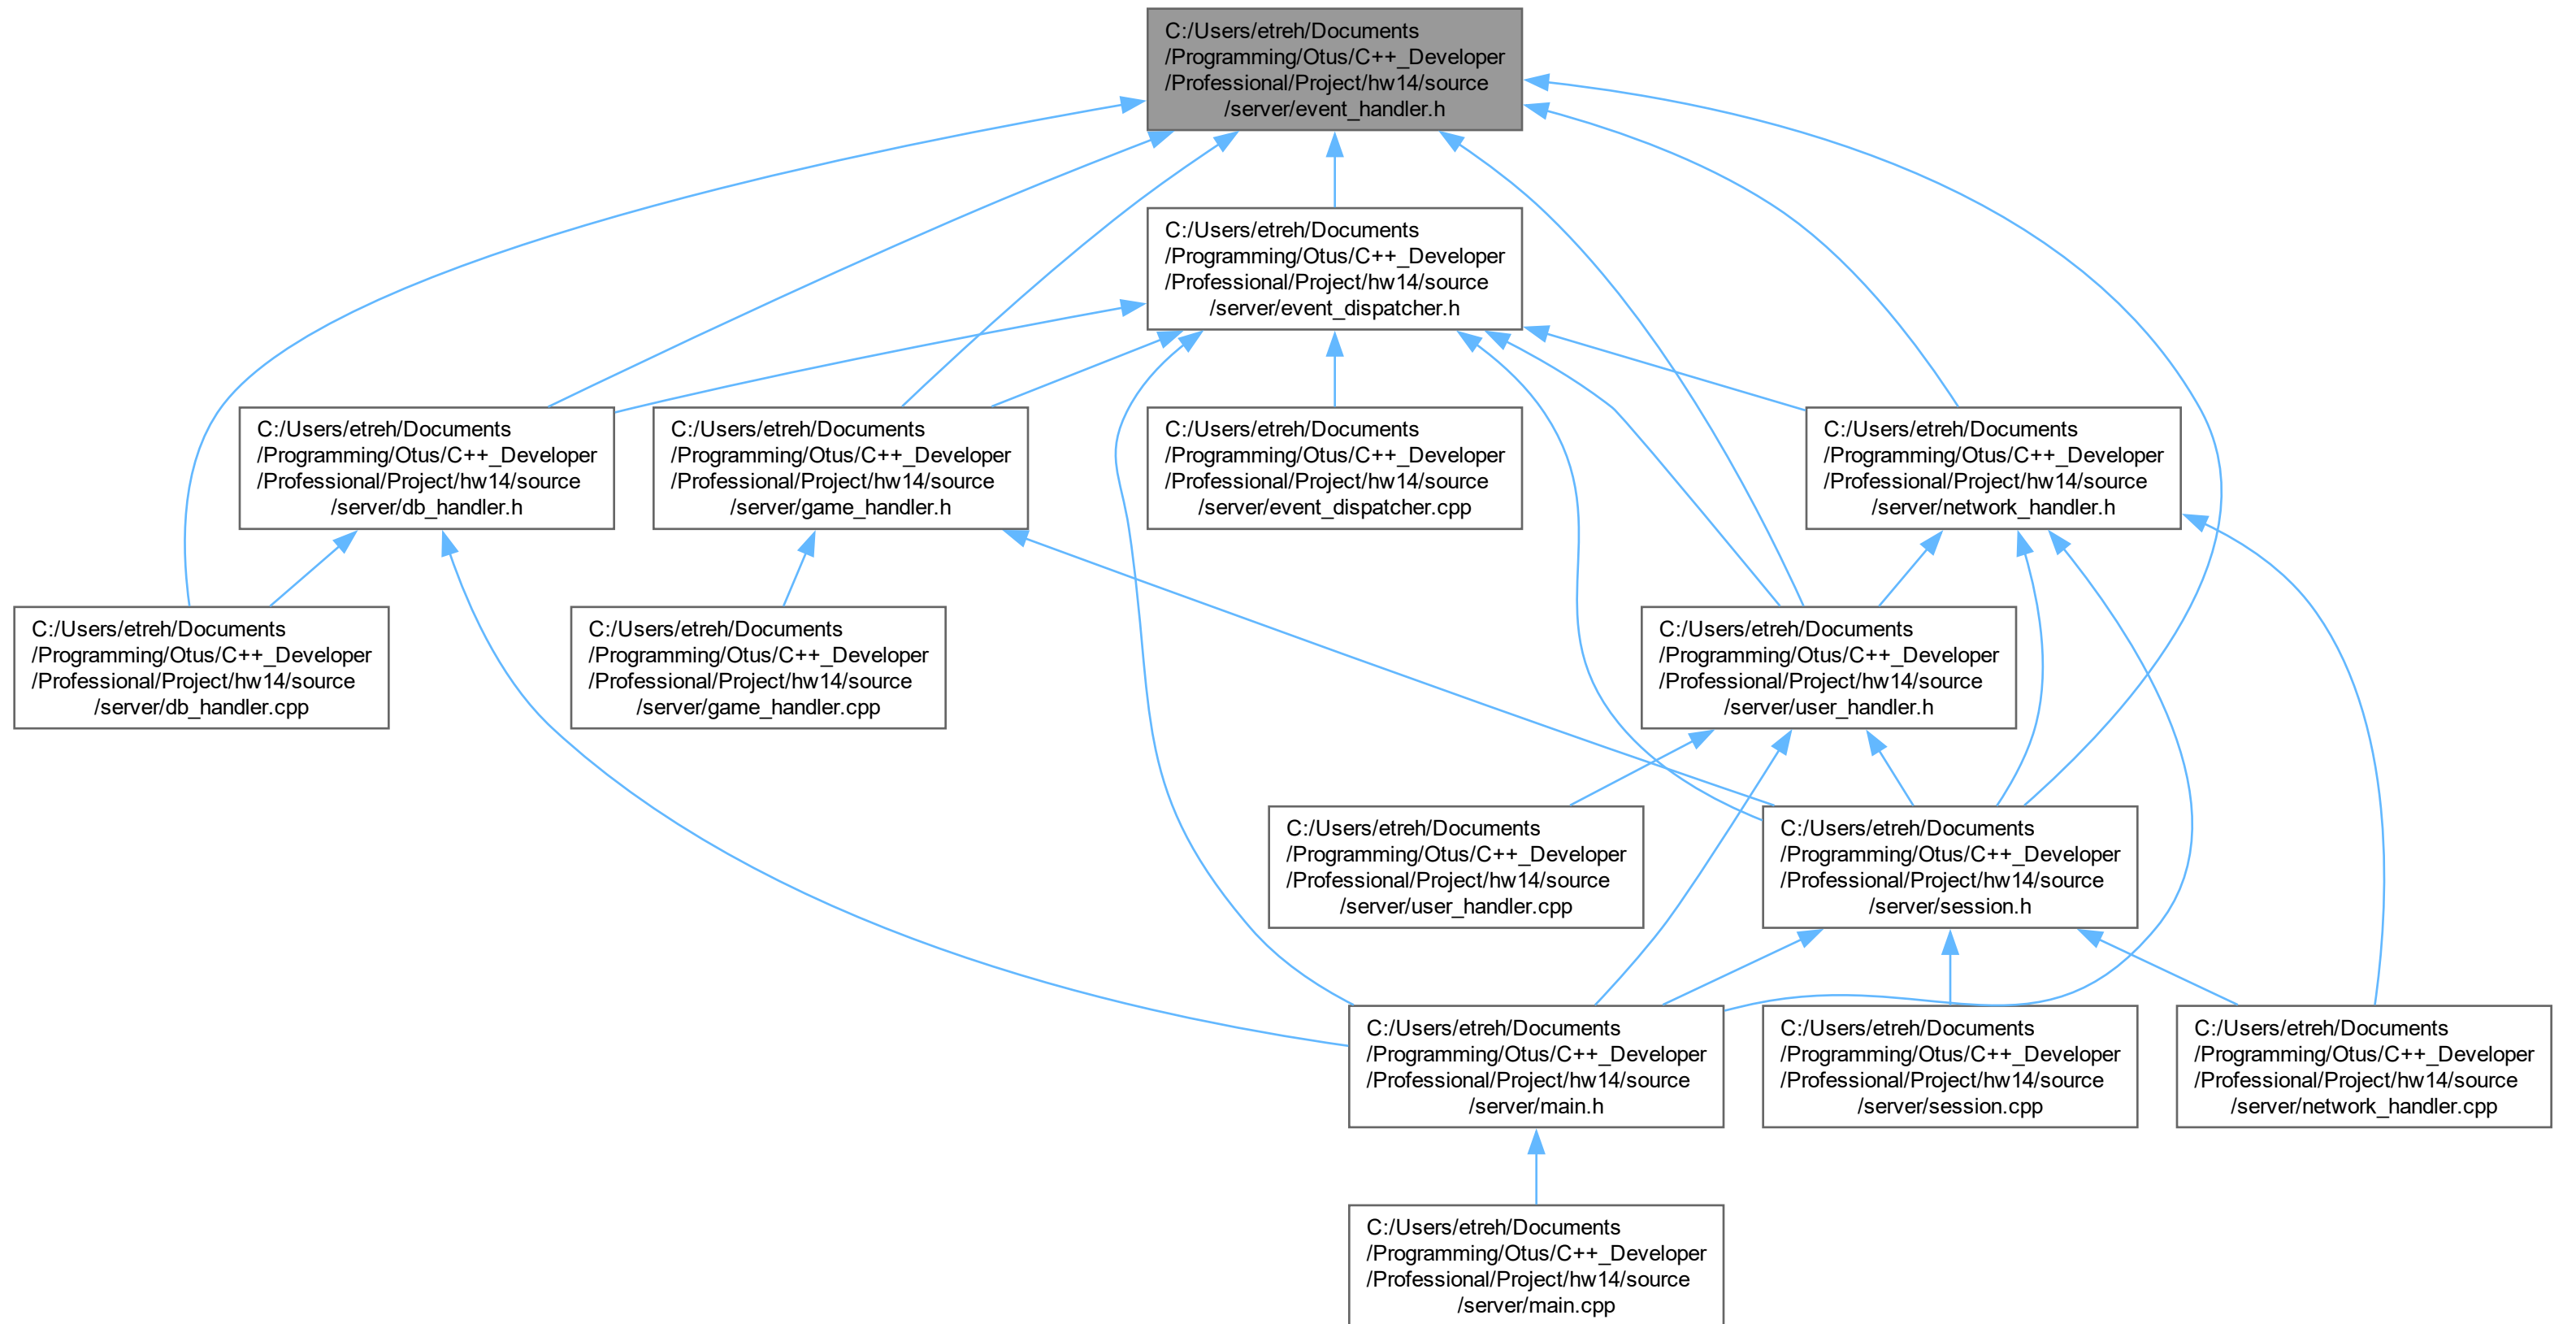 C:/Users/etreh/Documents
/Programming/Otus/C++_Developer
/Professional/Project/hw14/source
/server/event_handler.h
C:/Users/etreh/Documents
/Programming/Otus/C++_Developer
/Professional/Project/hw14/source
/server/event_dispatcher.h
C:/Users/etreh/Documents
/Programming/Otus/C++_Developer
/Professional/Project/hw14/source
/server/db_handler.h
C:/Users/etreh/Documents
/Programming/Otus/C++_Developer
/Professional/Project/hw14/source
/server/game_handler.h
C:/Users/etreh/Documents
/Programming/Otus/C++_Developer
/Professional/Project/hw14/source
/server/event_dispatcher.cpp
C:/Users/etreh/Documents
/Programming/Otus/C++_Developer
/Professional/Project/hw14/source
/server/network_handler.h
C:/Users/etreh/Documents
/Programming/Otus/C++_Developer
/Professional/Project/hw14/source
/server/db_handler.cpp
C:/Users/etreh/Documents
/Programming/Otus/C++_Developer
/Professional/Project/hw14/source
/server/game_handler.cpp
C:/Users/etreh/Documents
/Programming/Otus/C++_Developer
/Professional/Project/hw14/source
/server/user_handler.h
C:/Users/etreh/Documents
/Programming/Otus/C++_Developer
/Professional/Project/hw14/source
/server/user_handler.cpp
C:/Users/etreh/Documents
/Programming/Otus/C++_Developer
/Professional/Project/hw14/source
/server/session.h
C:/Users/etreh/Documents
/Programming/Otus/C++_Developer
/Professional/Project/hw14/source
/server/main.h
C:/Users/etreh/Documents
/Programming/Otus/C++_Developer
/Professional/Project/hw14/source
/server/session.cpp
C:/Users/etreh/Documents
/Programming/Otus/C++_Developer
/Professional/Project/hw14/source
/server/network_handler.cpp
C:/Users/etreh/Documents
/Programming/Otus/C++_Developer
/Professional/Project/hw14/source
/server/main.cpp